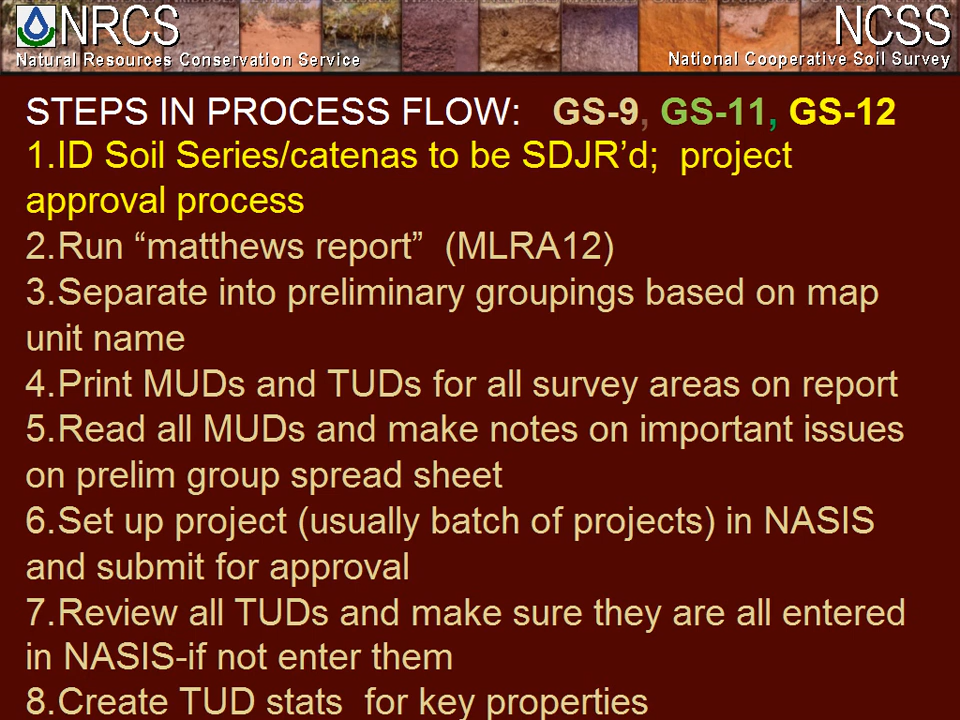 NRCS
Natural Resources Conservation Service
NCSS
National Cooperative Soil Survey
STEPS IN PROCESS FLOW: GS-9, GS-11, GS-12
1.ID Soil Series/catenas to be SDJR’d; project
approval process
2.Run “matthews report” (MLRA12)
3.Separate into preliminary groupings based on map
unit name
4.Print MUDs and TUDs for all survey areas on report
5.Read all MUDs and make notes on important issues
on prelim group spread sheet
6.Set up project (usually batch of projects) in NASIS
and submit for approval
7.Review all TUDs and make sure they are all entered
in NASIS-if not enter them
8.Create TUD stats for key properties